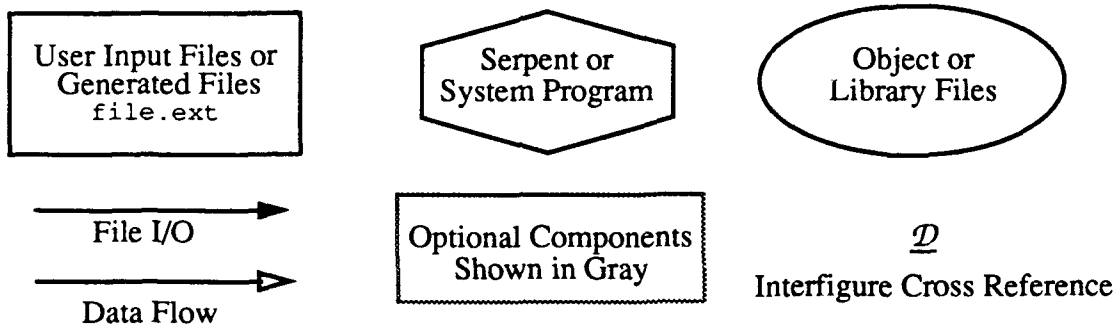 User Input Files or
Generated Files
file.ext
Serpent or
System Program
Object or
Library Files
File I/O
Data Flow
Optional Components
Shown in Gray
D
Interfigure Cross Reference